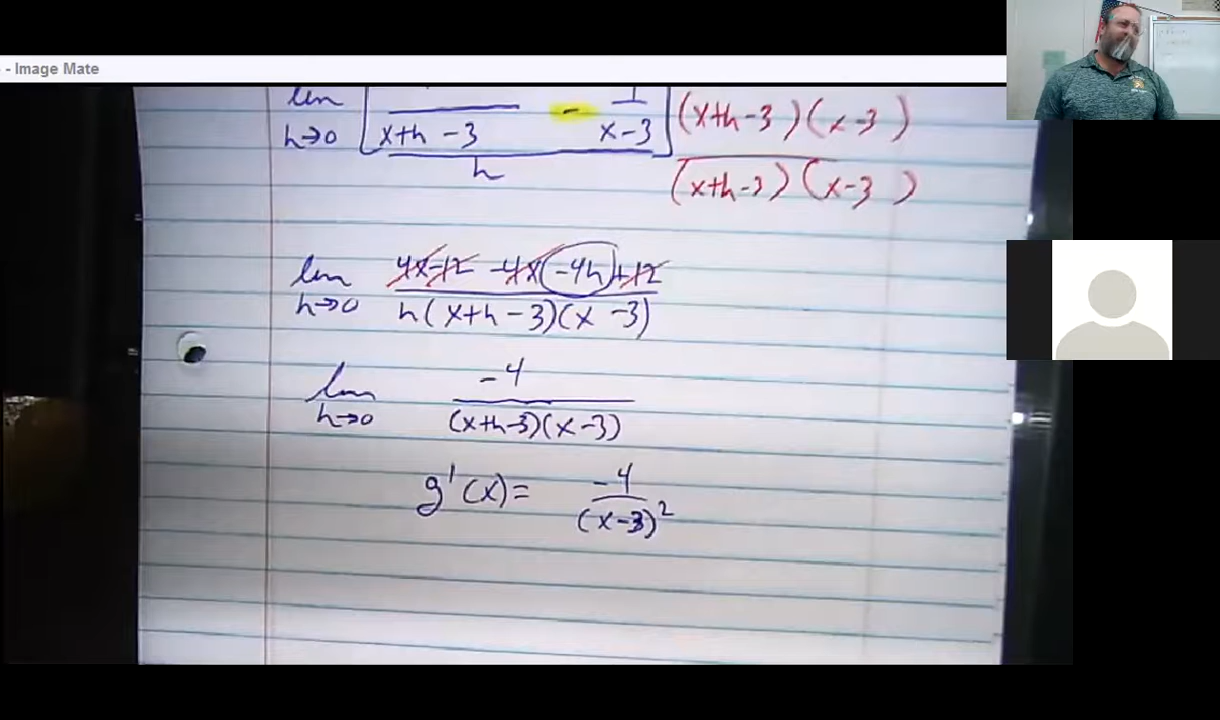 - Image Mate
lim h→0 [ 1/(x+h-3) - 1/(x-3) ] / h (x+h-3)(x-3) / (x+h-3)(x-3)
lim h→0 4x-12 -4x -4h +12 / h(x+h-3)(x-3)
lim h→0 -4 / (x+h-3)(x-3)
g'(x) = -4 / (x-3)²